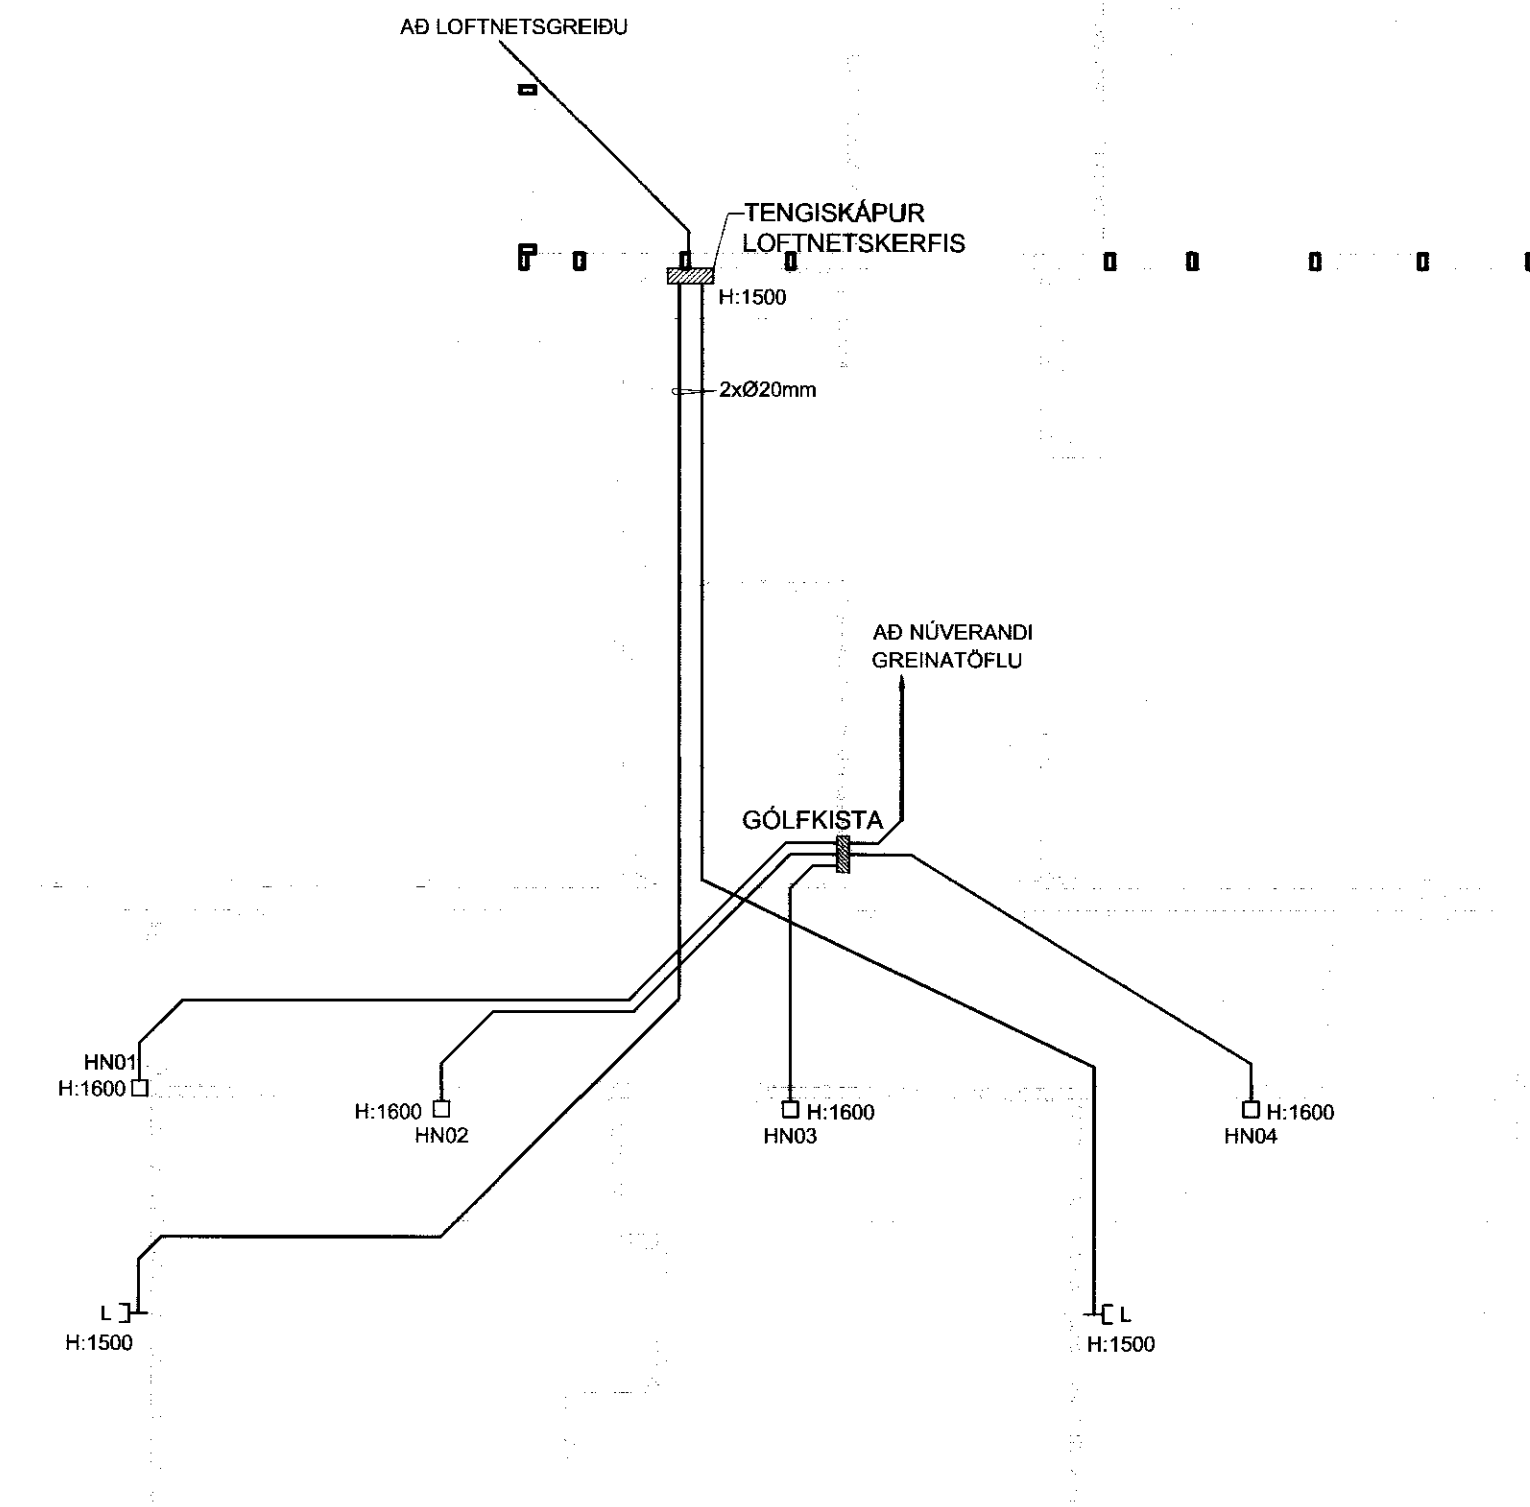 AÐ LOFTNETSGREIÐU
TENGISKÁPUR
LOFTNETSKERFIS
H:1500
2xØ20mm
AÐ NÚVERANDI
GREINATÖFLU
GÓLFKISTA
HN01
H:1600
H:1600
HN02
H:1600
HN03
H:1600
HN04
L
H:1500
L
H:1500